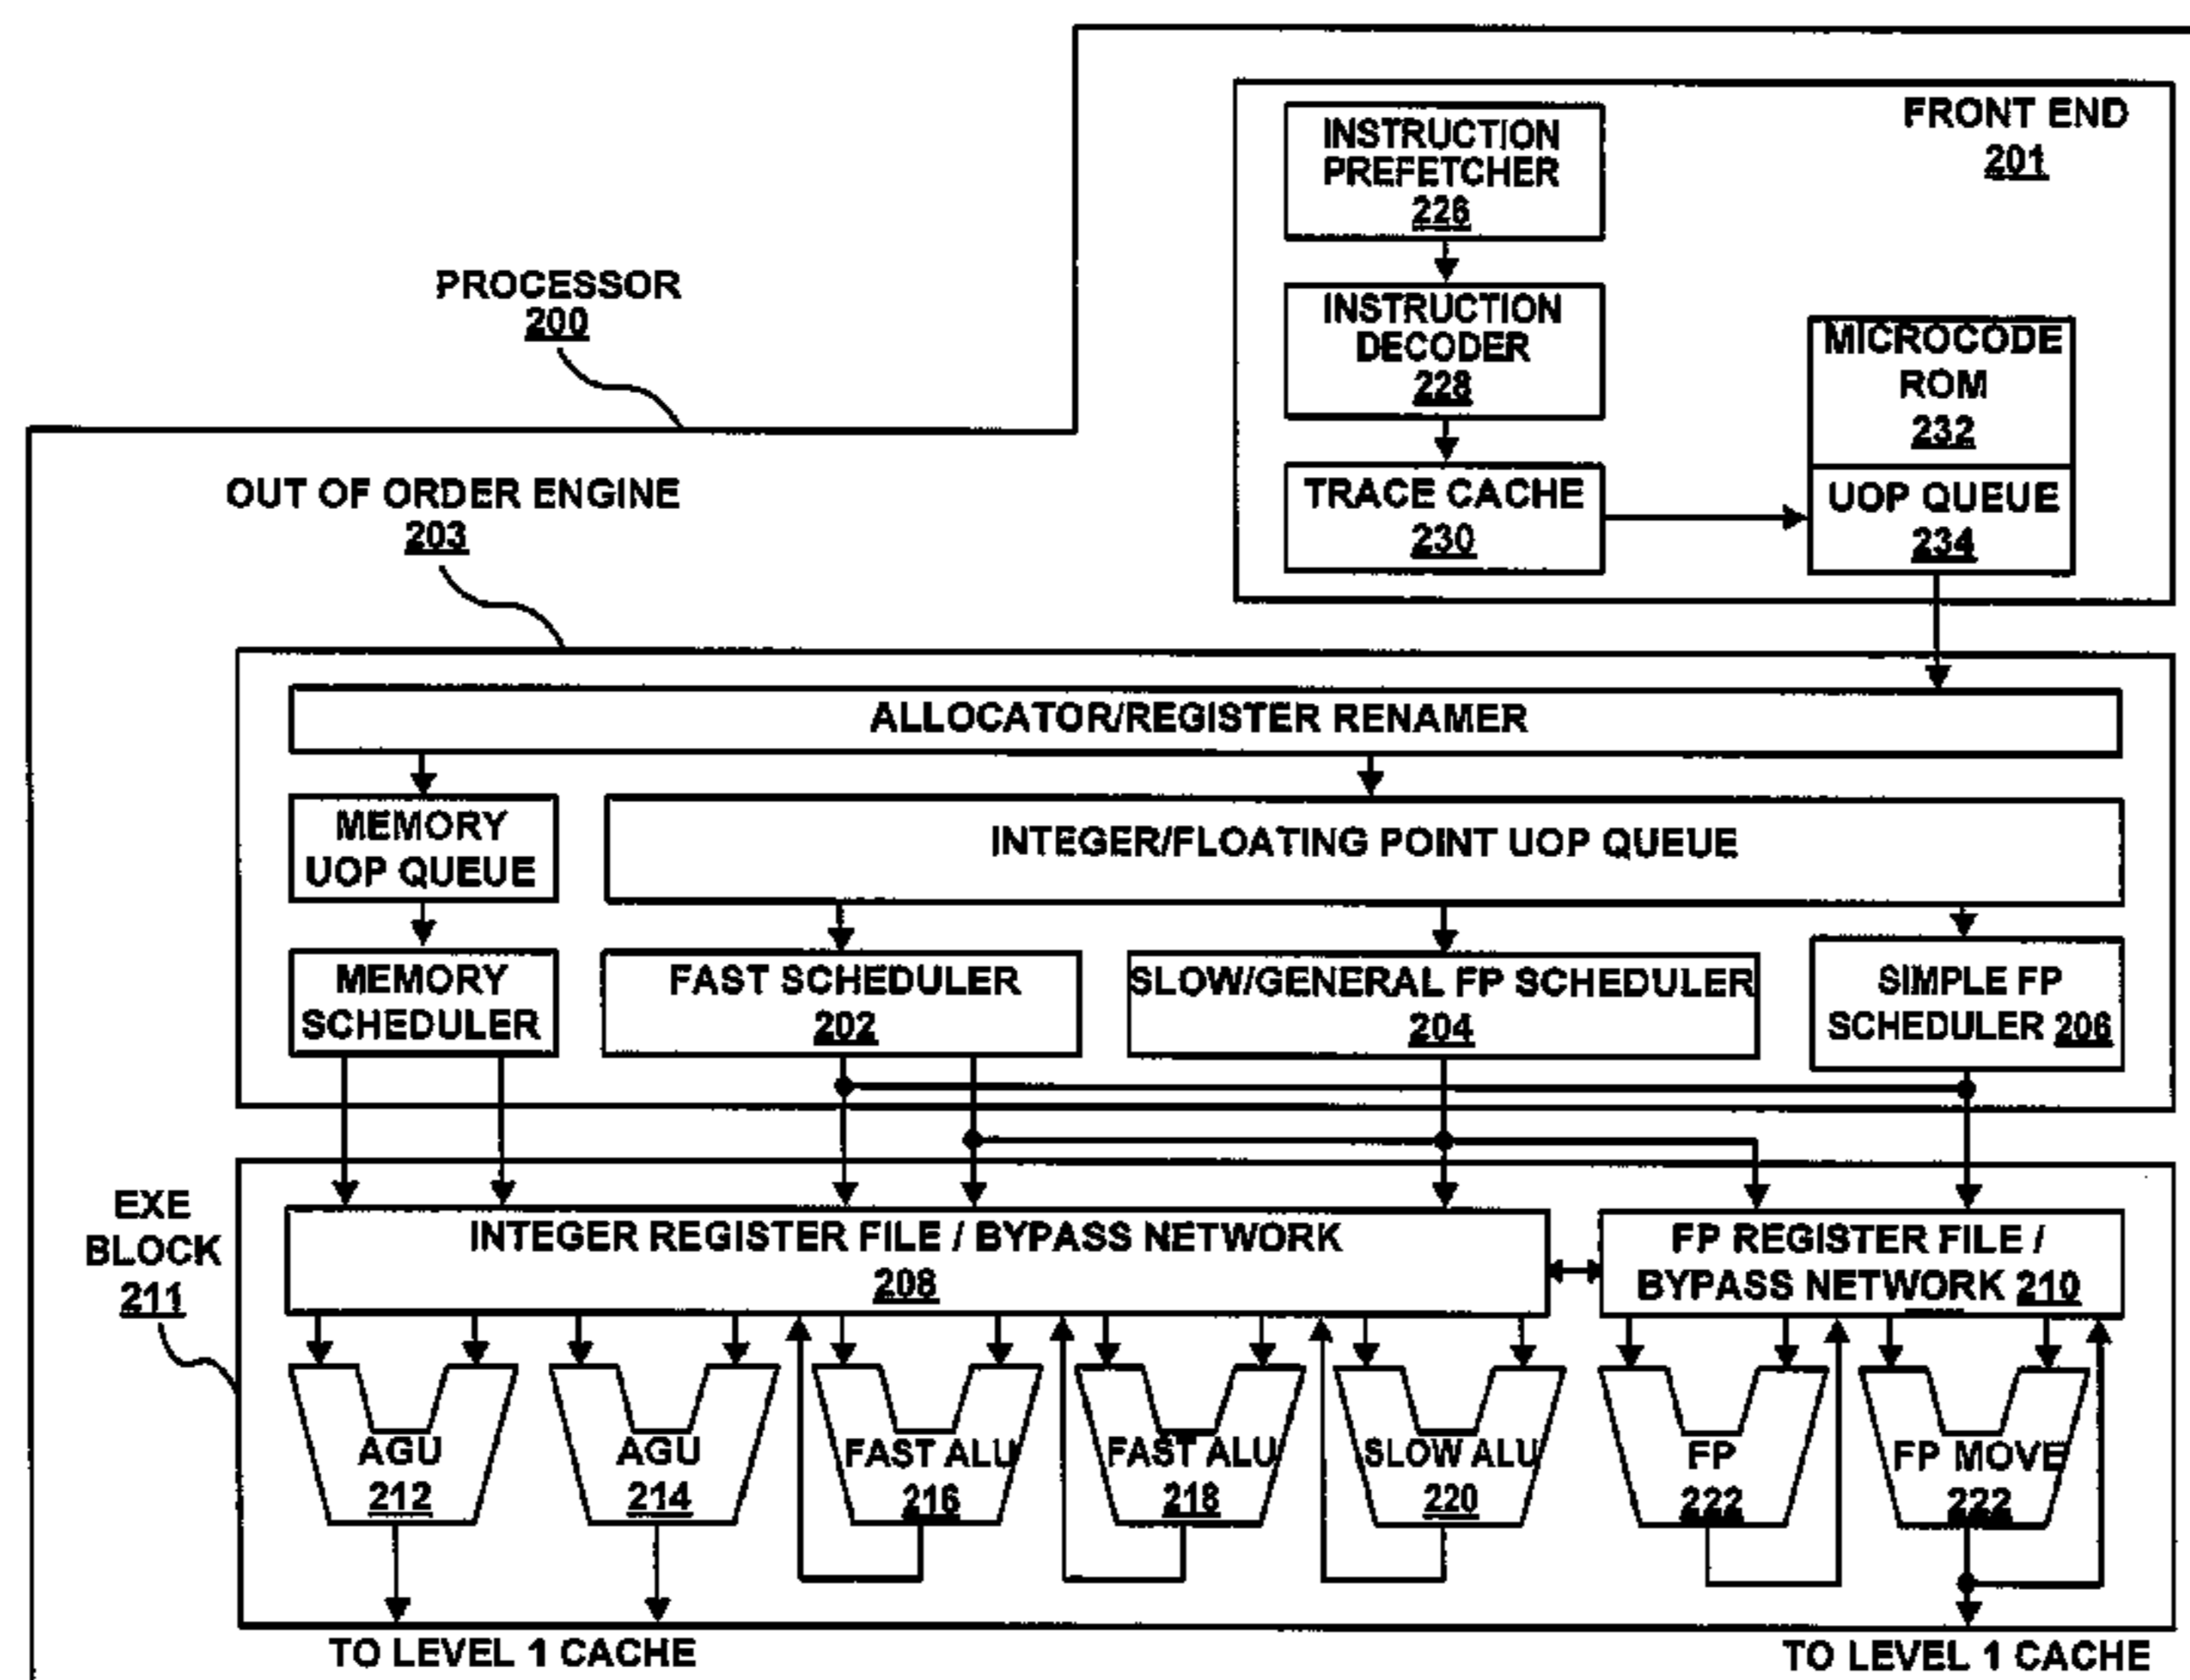 FRONT END
201
INSTRUCTION
PREFETCHER
226
PROCESSOR
200
INSTRUCTION
DECODER
228
MICROCODE
ROM
232
OUT OF ORDER ENGINE
203
TRACE CACHE
230
UOP QUEUE
234
ALLOCATOR/REGISTER RENAMER
MEMORY
UOP QUEUE
INTEGER/FLOATING POINT UOP QUEUE
MEMORY
SCHEDULER
FAST SCHEDULER
202
SLOW/GENERAL FP SCHEDULER
204
SIMPLE FP
SCHEDULER 206
EXE
BLOCK
211
INTEGER REGISTER FILE / BYPASS NETWORK
208
FP REGISTER FILE /
BYPASS NETWORK 210
AGU
212
AGU
214
FAST ALU
216
FAST ALU
218
SLOW ALU
220
FP
222
FP MOVE
222
TO LEVEL 1 CACHE
TO LEVEL 1 CACHE